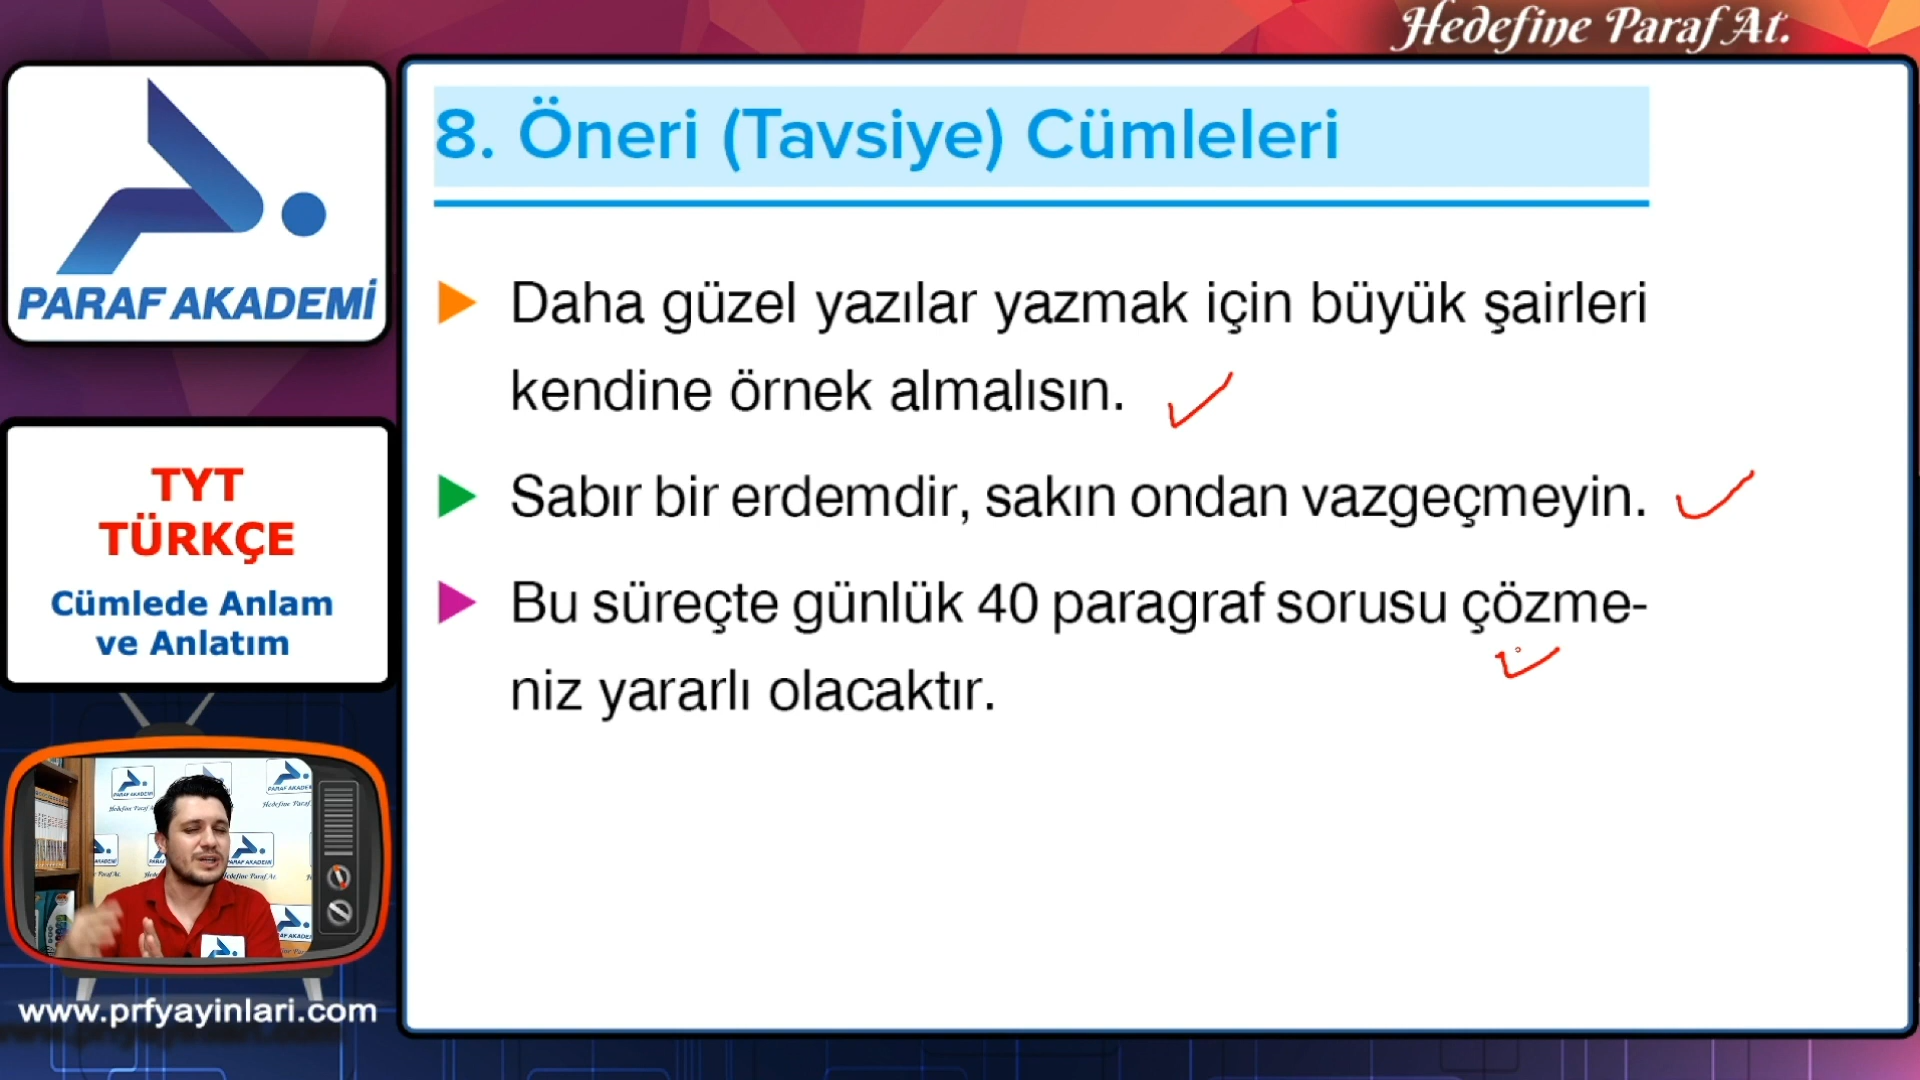 Hedefine Paraf At.
PARAF AKADEMİ
8. Öneri (Tavsiye) Cümleleri
Daha güzel yazılar yazmak için büyük şairleri
kendine örnek almalısın.
Sabır bir erdemdir, sakın ondan vazgeçmeyin.
Bu süreçte günlük 40 paragraf sorusu çözme-
niz yararlı olacaktır.
TYT
TÜRKÇE
Cümlede Anlam
ve Anlatım
www.prfyayinlari.com